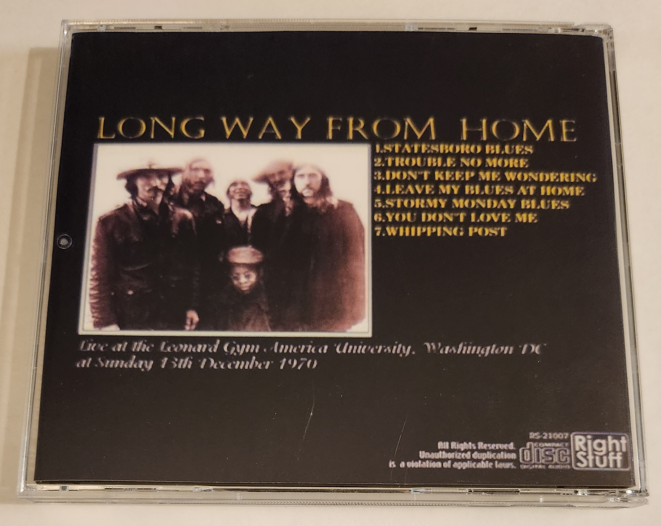 LONG WAY FROM HOME
1.STATESBORO BLUES
2.TROUBLE NO MORE
3.DON'T KEEP ME WONDERING
4.LEAVE MY BLUES AT HOME
5.STORMY MONDAY BLUES
6.YOU DON'T LOVE ME
7.WHIPPING POST
Live at the Leonard Gym America University, Washington DC
at Sunday 13th December 1970
RS-21007
All Rights Reserved.
Unauthorized duplication
is a violation of applicable laws.
COMPACT
disc
DIGITAL AUDIO
Right
Stuff